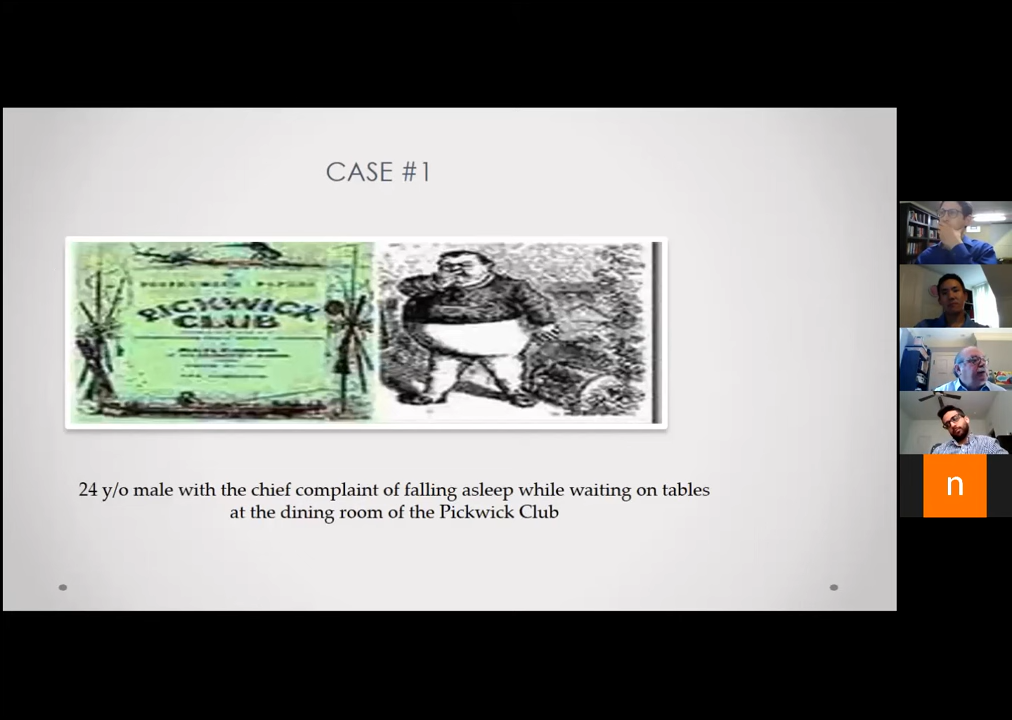 CASE #1
PICKWICK
CLUB
24 y/o male with the chief complaint of falling asleep while waiting on tables
at the dining room of the Pickwick Club
n